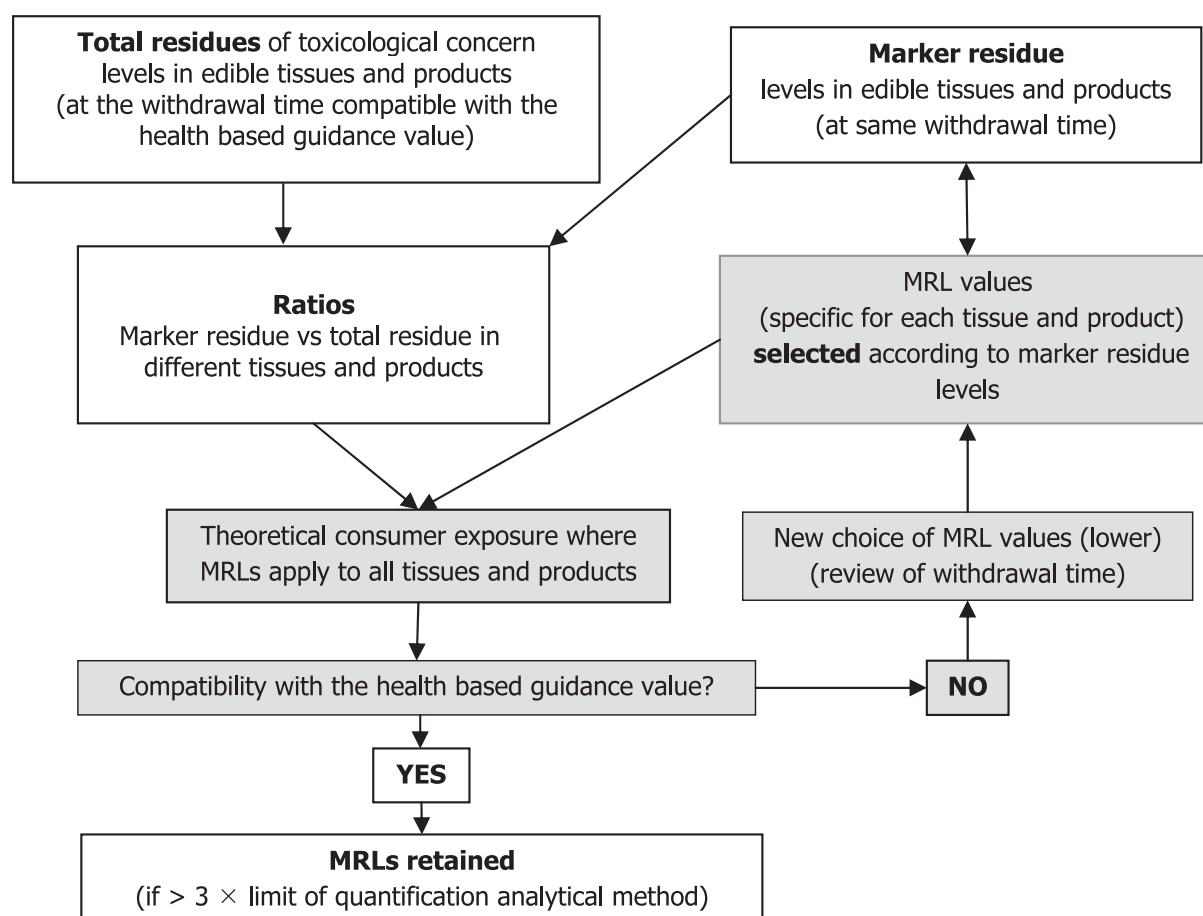 Total residues of toxicological concern
levels in edible tissues and products
(at the withdrawal time compatible with the
health based guidance value)
Marker residue
levels in edible tissues and products
(at same withdrawal time)
Ratios
Marker residue vs total residue in
different tissues and products
MRL values
(specific for each tissue and product)
selected according to marker residue
levels
Theoretical consumer exposure where
MRLs apply to all tissues and products
New choice of MRL values (lower)
(review of withdrawal time)
Compatibility with the health based guidance value?
NO
YES
MRLs retained
(if > 3 × limit of quantification analytical method)